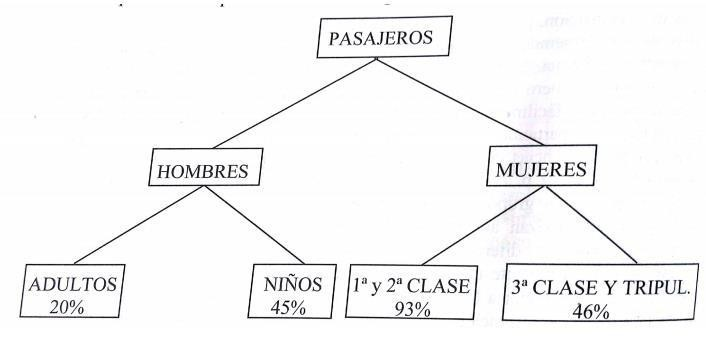 PASAJEROS
HOMBRES
MUJERES
ADULTOS
20%
NIÑOS
45%
1ª y 2ª CLASE
93%
3ª CLASE Y TRIPUL.
46%